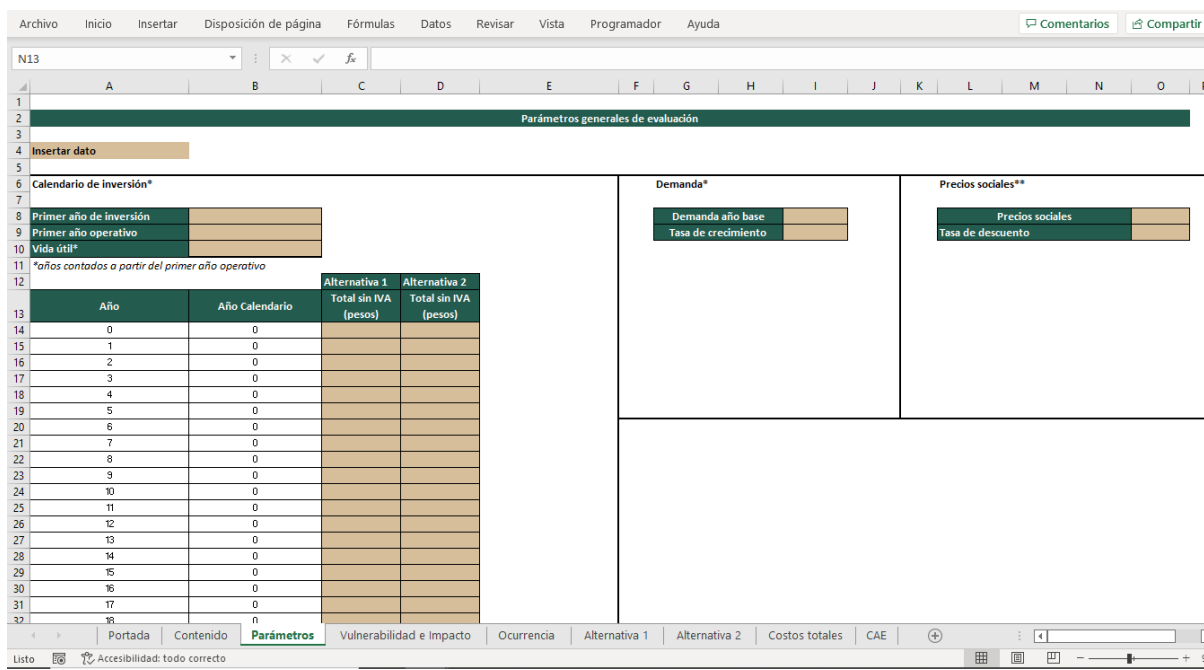 Archivo Inicio Insertar Disposición de página Fórmulas Datos Revisar Vista Programador Ayuda Comentarios Compartir
N13 fx
A B C D E F G H I J K L M N O
1
2 Parámetros generales de evaluación
3
4 Insertar dato
5
6 Calendario de inversión* Demanda* Precios sociales**
7
8 Primer año de inversión Demanda año base Precios sociales
9 Primer año operativo Tasa de crecimiento Tasa de descuento
10 Vida útil*
11 *años contados a partir del primer año operativo
12 Alternativa 1 Alternativa 2
13 Año Año Calendario Total sin IVA (pesos) Total sin IVA (pesos)
14 0 0
15 1 0
16 2 0
17 3 0
18 4 0
19 5 0
20 6 0
21 7 0
22 8 0
23 9 0
24 10 0
25 11 0
26 12 0
27 13 0
28 14 0
29 15 0
30 16 0
31 17 0
32 18 0
Portada Contenido Parámetros Vulnerabilidad e Impacto Ocurrencia Alternativa 1 Alternativa 2 Costos totales CAE
Listo Accesibilidad: todo correcto